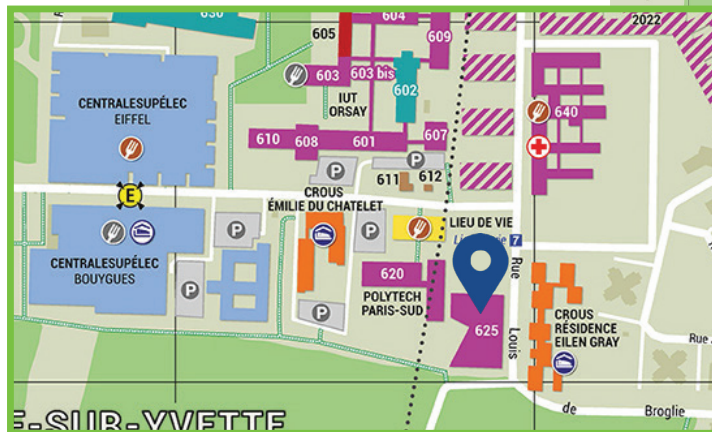 630
604
2022
605
609
603
603 bis
602
640
CENTRALESUPÉLEC
EIFFEL
IUT
ORSAY
610
608
601
607
P
P
611
612
E
CROUS
ÉMILIE DU CHATELET
LIEU DE VIE
7
P
P
CENTRALESUPÉLEC
BOUYGUES
P
620
POLYTECH
PARIS-SUD
P
625
Rue
Louis
CROUS
RÉSIDENCE
EILEN GRAY
Rue
de
Broglie
E-SUR-YVETTE